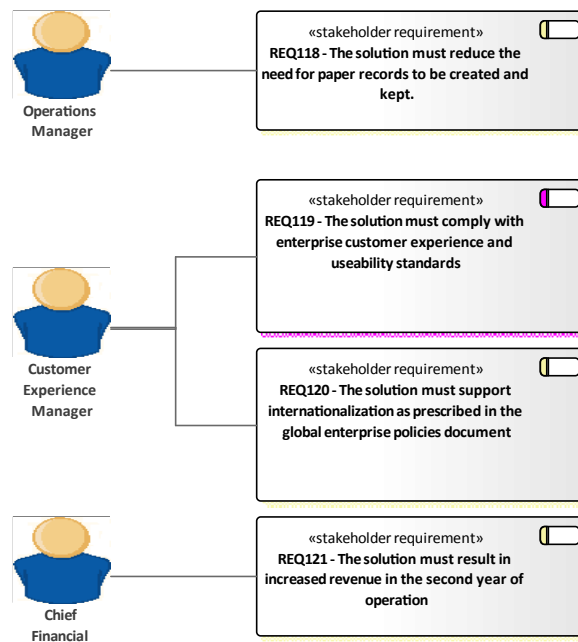 «stakeholder requirement»
REQ118 - The solution must reduce the
need for paper records to be created and
kept.
Operations
Manager
«stakeholder requirement»
REQ119 - The solution must comply with
enterprise customer experience and
useability standards
Customer
Experience
Manager
«stakeholder requirement»
REQ120 - The solution must support
internationalization as prescribed in the
global enterprise policies document
«stakeholder requirement»
REQ121 - The solution must result in
increased revenue in the second year of
operation
Chief
Financial